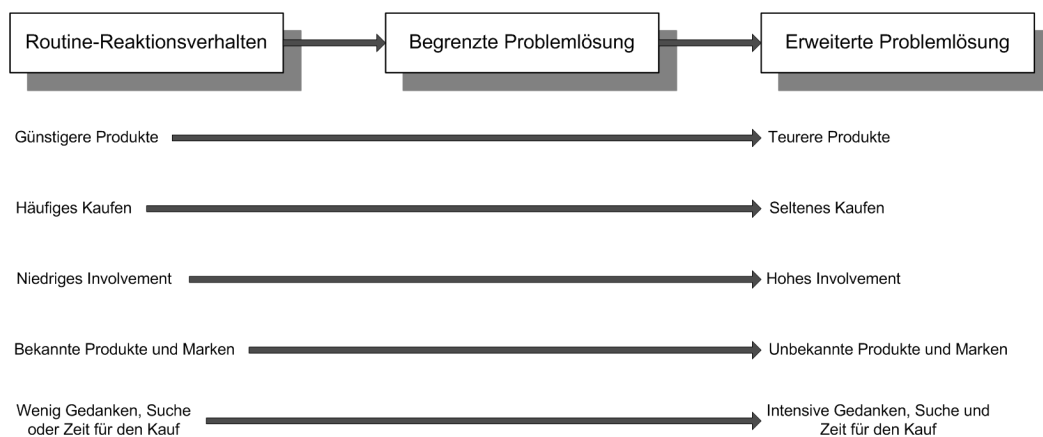 Routine-Reaktionsverhalten
Begrenzte Problemlösung
Erweiterte Problemlösung
Günstigere Produkte
Teurere Produkte
Häufiges Kaufen
Seltenes Kaufen
Niedriges Involvement
Hohes Involvement
Bekannte Produkte und Marken
Unbekannte Produkte und Marken
Wenig Gedanken, Suche
oder Zeit für den Kauf
Intensive Gedanken, Suche und
Zeit für den Kauf